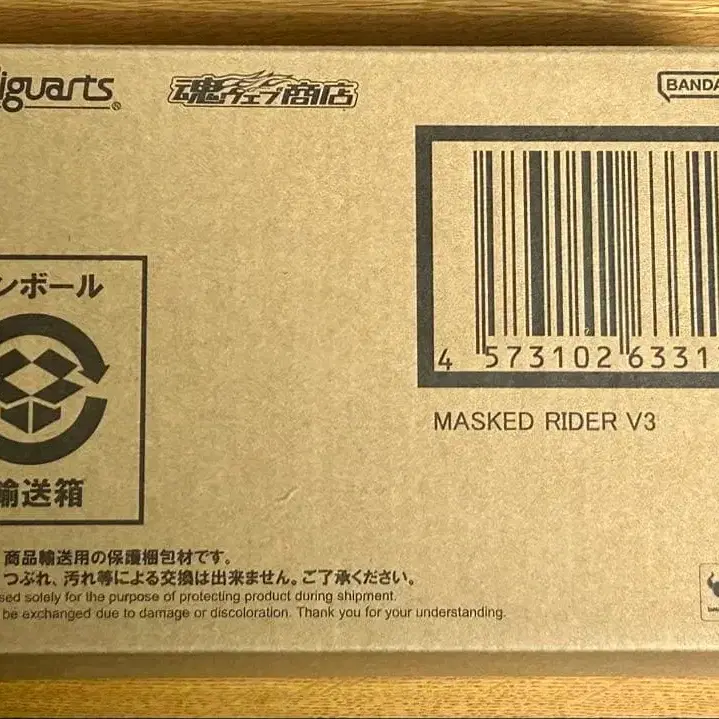 iguarts®
魂ウェブ商店
BANDA
ンボール
輸送箱
4 573102 6331
MASKED RIDER V3
商品輸送用の保護梱包材です。
つぶれ、汚れ等による交換は出来ません。ご了承ください。
sed solely for the purpose of protecting product during shipment.
be exchanged due to damage or discoloration. Thank you for your understanding.